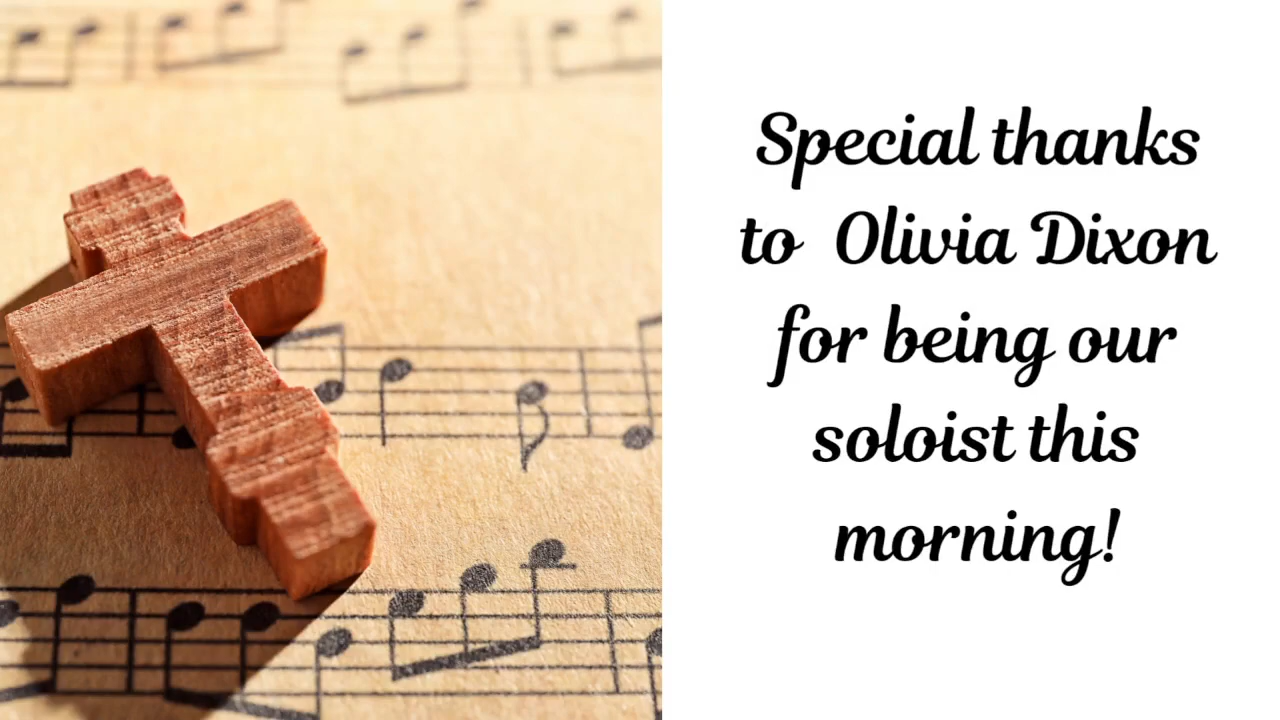 Special thanks
to Olivia Dixon
for being our
soloist this
morning!